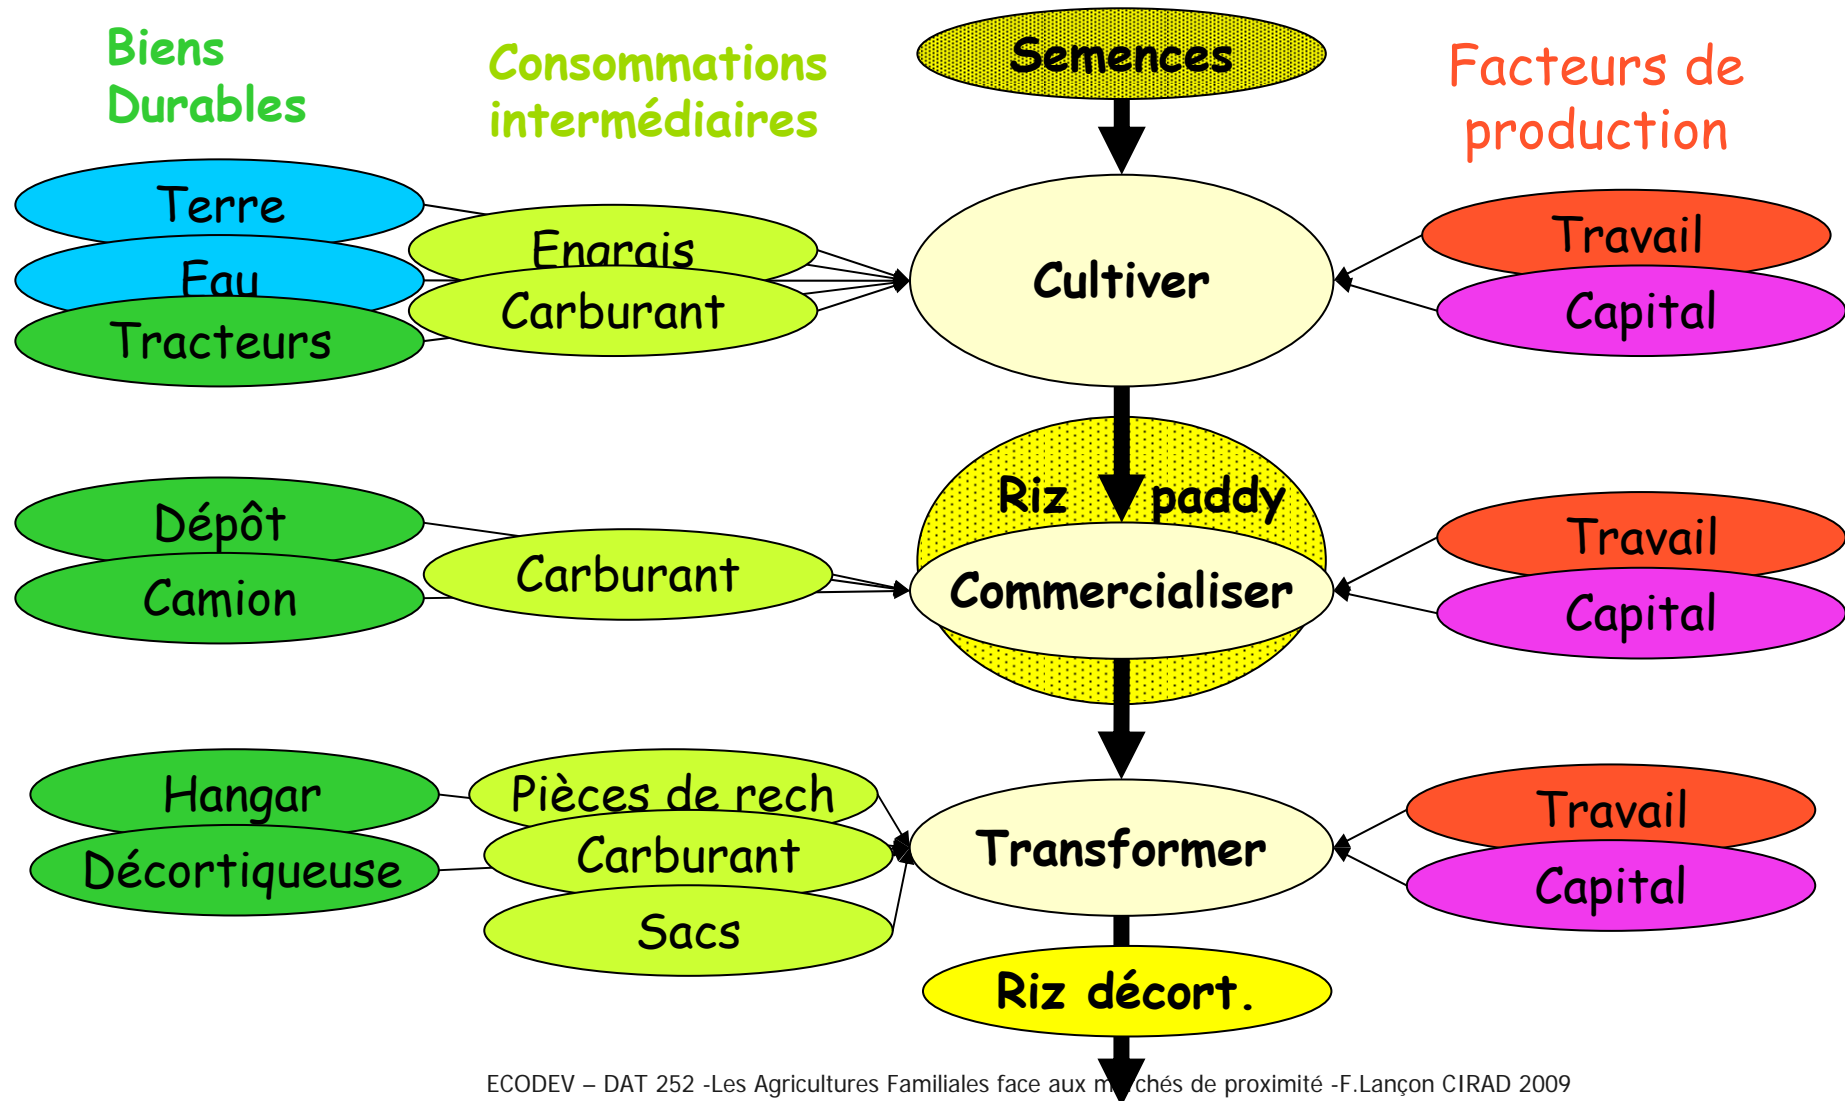 Biens
Durables
Consommations
intermédiaires
Semences
Facteurs de
production
Terre
Eau
Tracteurs
Engrais
Carburant
Cultiver
Travail
Capital
Riz paddy
Dépôt
Camion
Carburant
Commercialiser
Travail
Capital
Hangar
Décortiqueuse
Pièces de rech
Carburant
Sacs
Transformer
Travail
Capital
Riz décort.
ECODEV – DAT 252 -Les Agricultures Familiales face aux marchés de proximité -F.Lançon CIRAD 2009